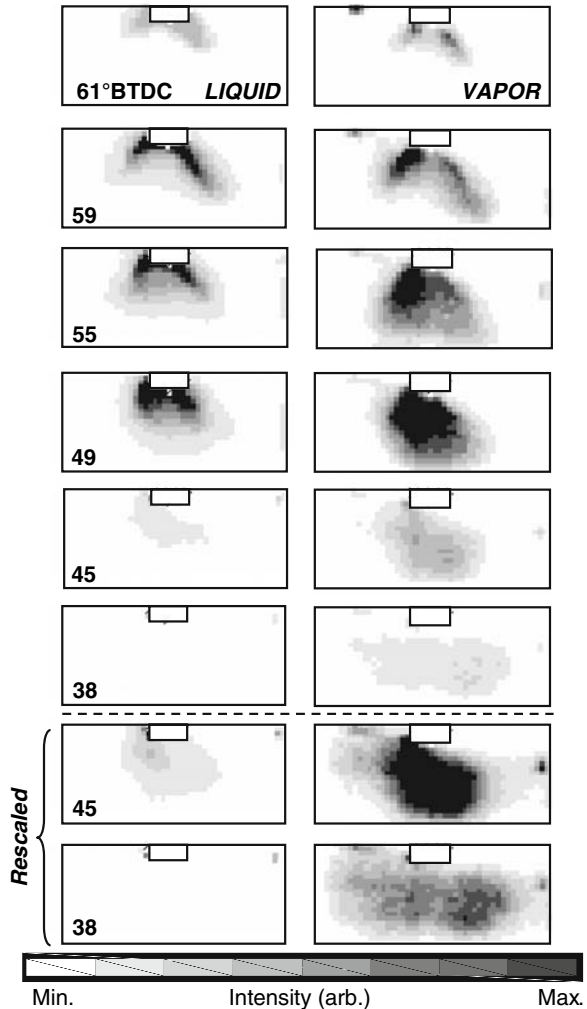 61°BTDC LIQUID VAPOR
59
55
49
45
38
Rescaled
45
38
Min. Intensity (arb.) Max.